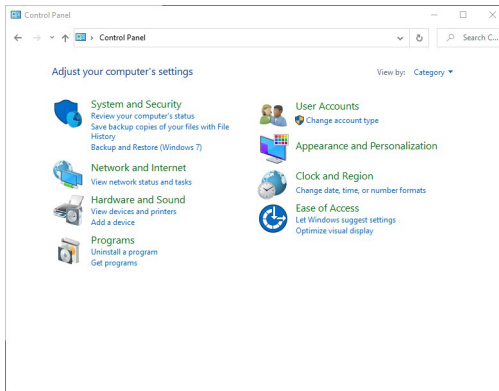 Control Panel
Control Panel
Search C...
Adjust your computer's settings
View by: Category
System and Security
Review your computer's status
Save backup copies of your files with File
History
Backup and Restore (Windows 7)
Network and Internet
View network status and tasks
Hardware and Sound
View devices and printers
Add a device
Programs
Uninstall a program
Get programs
User Accounts
Change account type
Appearance and Personalization
Clock and Region
Change date, time, or number formats
Ease of Access
Let Windows suggest settings
Optimize visual display